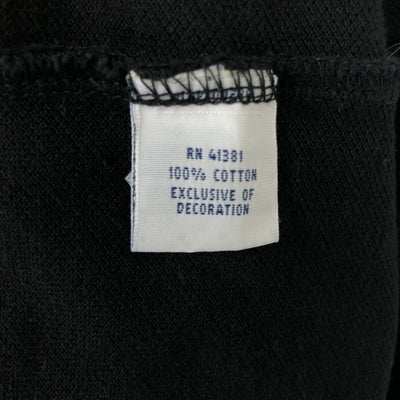 RN 41381
100% COTTON
EXCLUSIVE OF
DECORATION